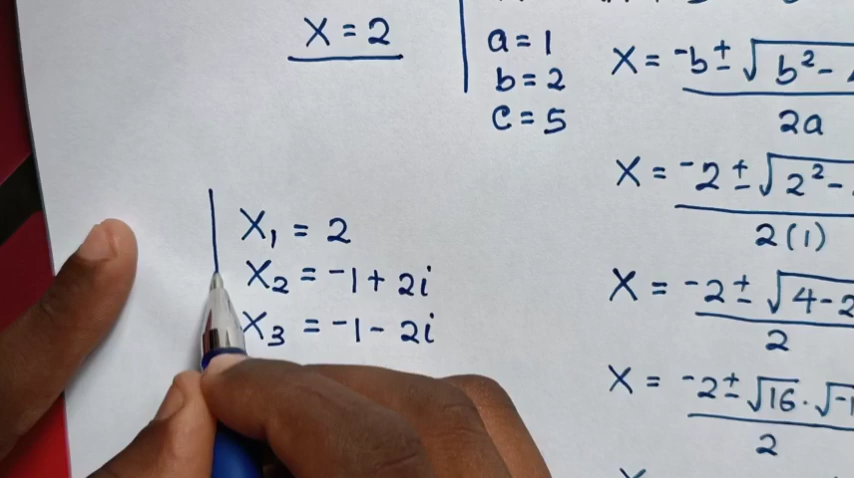 X = 2
a = 1
b = 2
c = 5
X = -b ± √b² -
2a
X = -2 ± √2² -
2(1)
X = -2 ± √4 - 2
2
X = -2 ± √16 · √-1
2
X₁ = 2
X₂ = -1 + 2i
X₃ = -1 - 2i